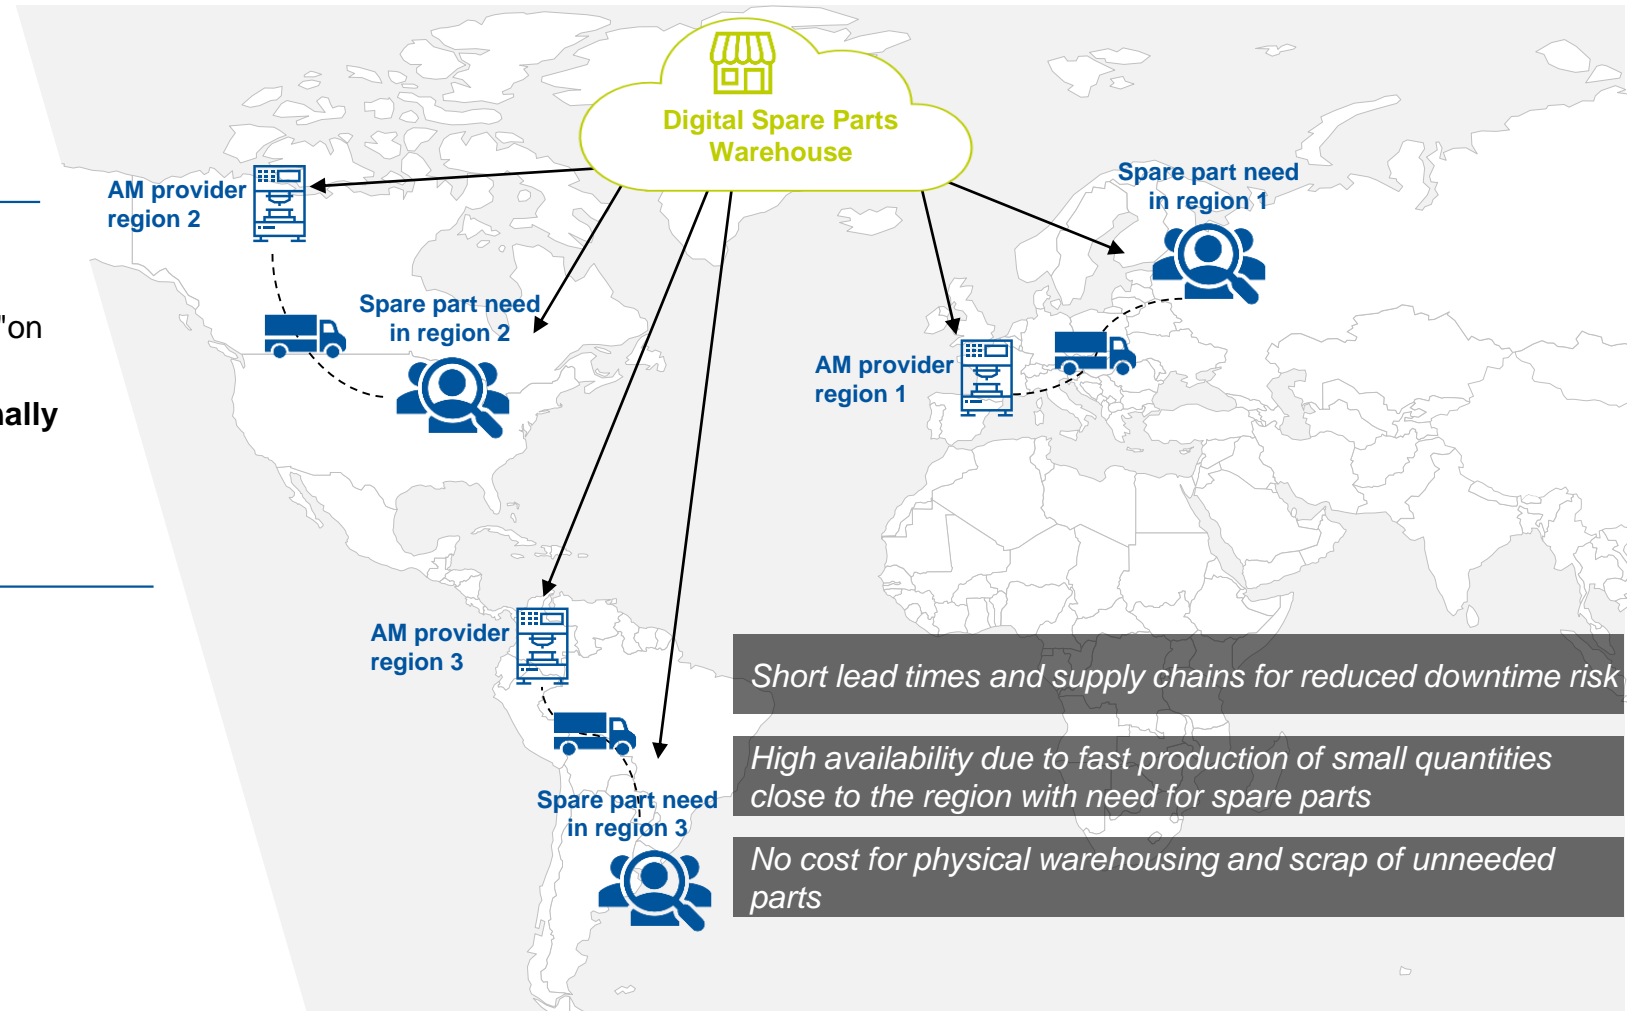 Digital Spare Parts
Warehouse
Spare part need
in region 1
AM provider
region 2
"on
Spare part need
in region 2
AM provider
region 1
nally
AM provider
region 3
Short lead times and supply chains for reduced downtime risk
High availability due to fast production of small quantities
close to the region with need for spare parts
Spare part need
in region 3
No cost for physical warehousing and scrap of unneeded
parts